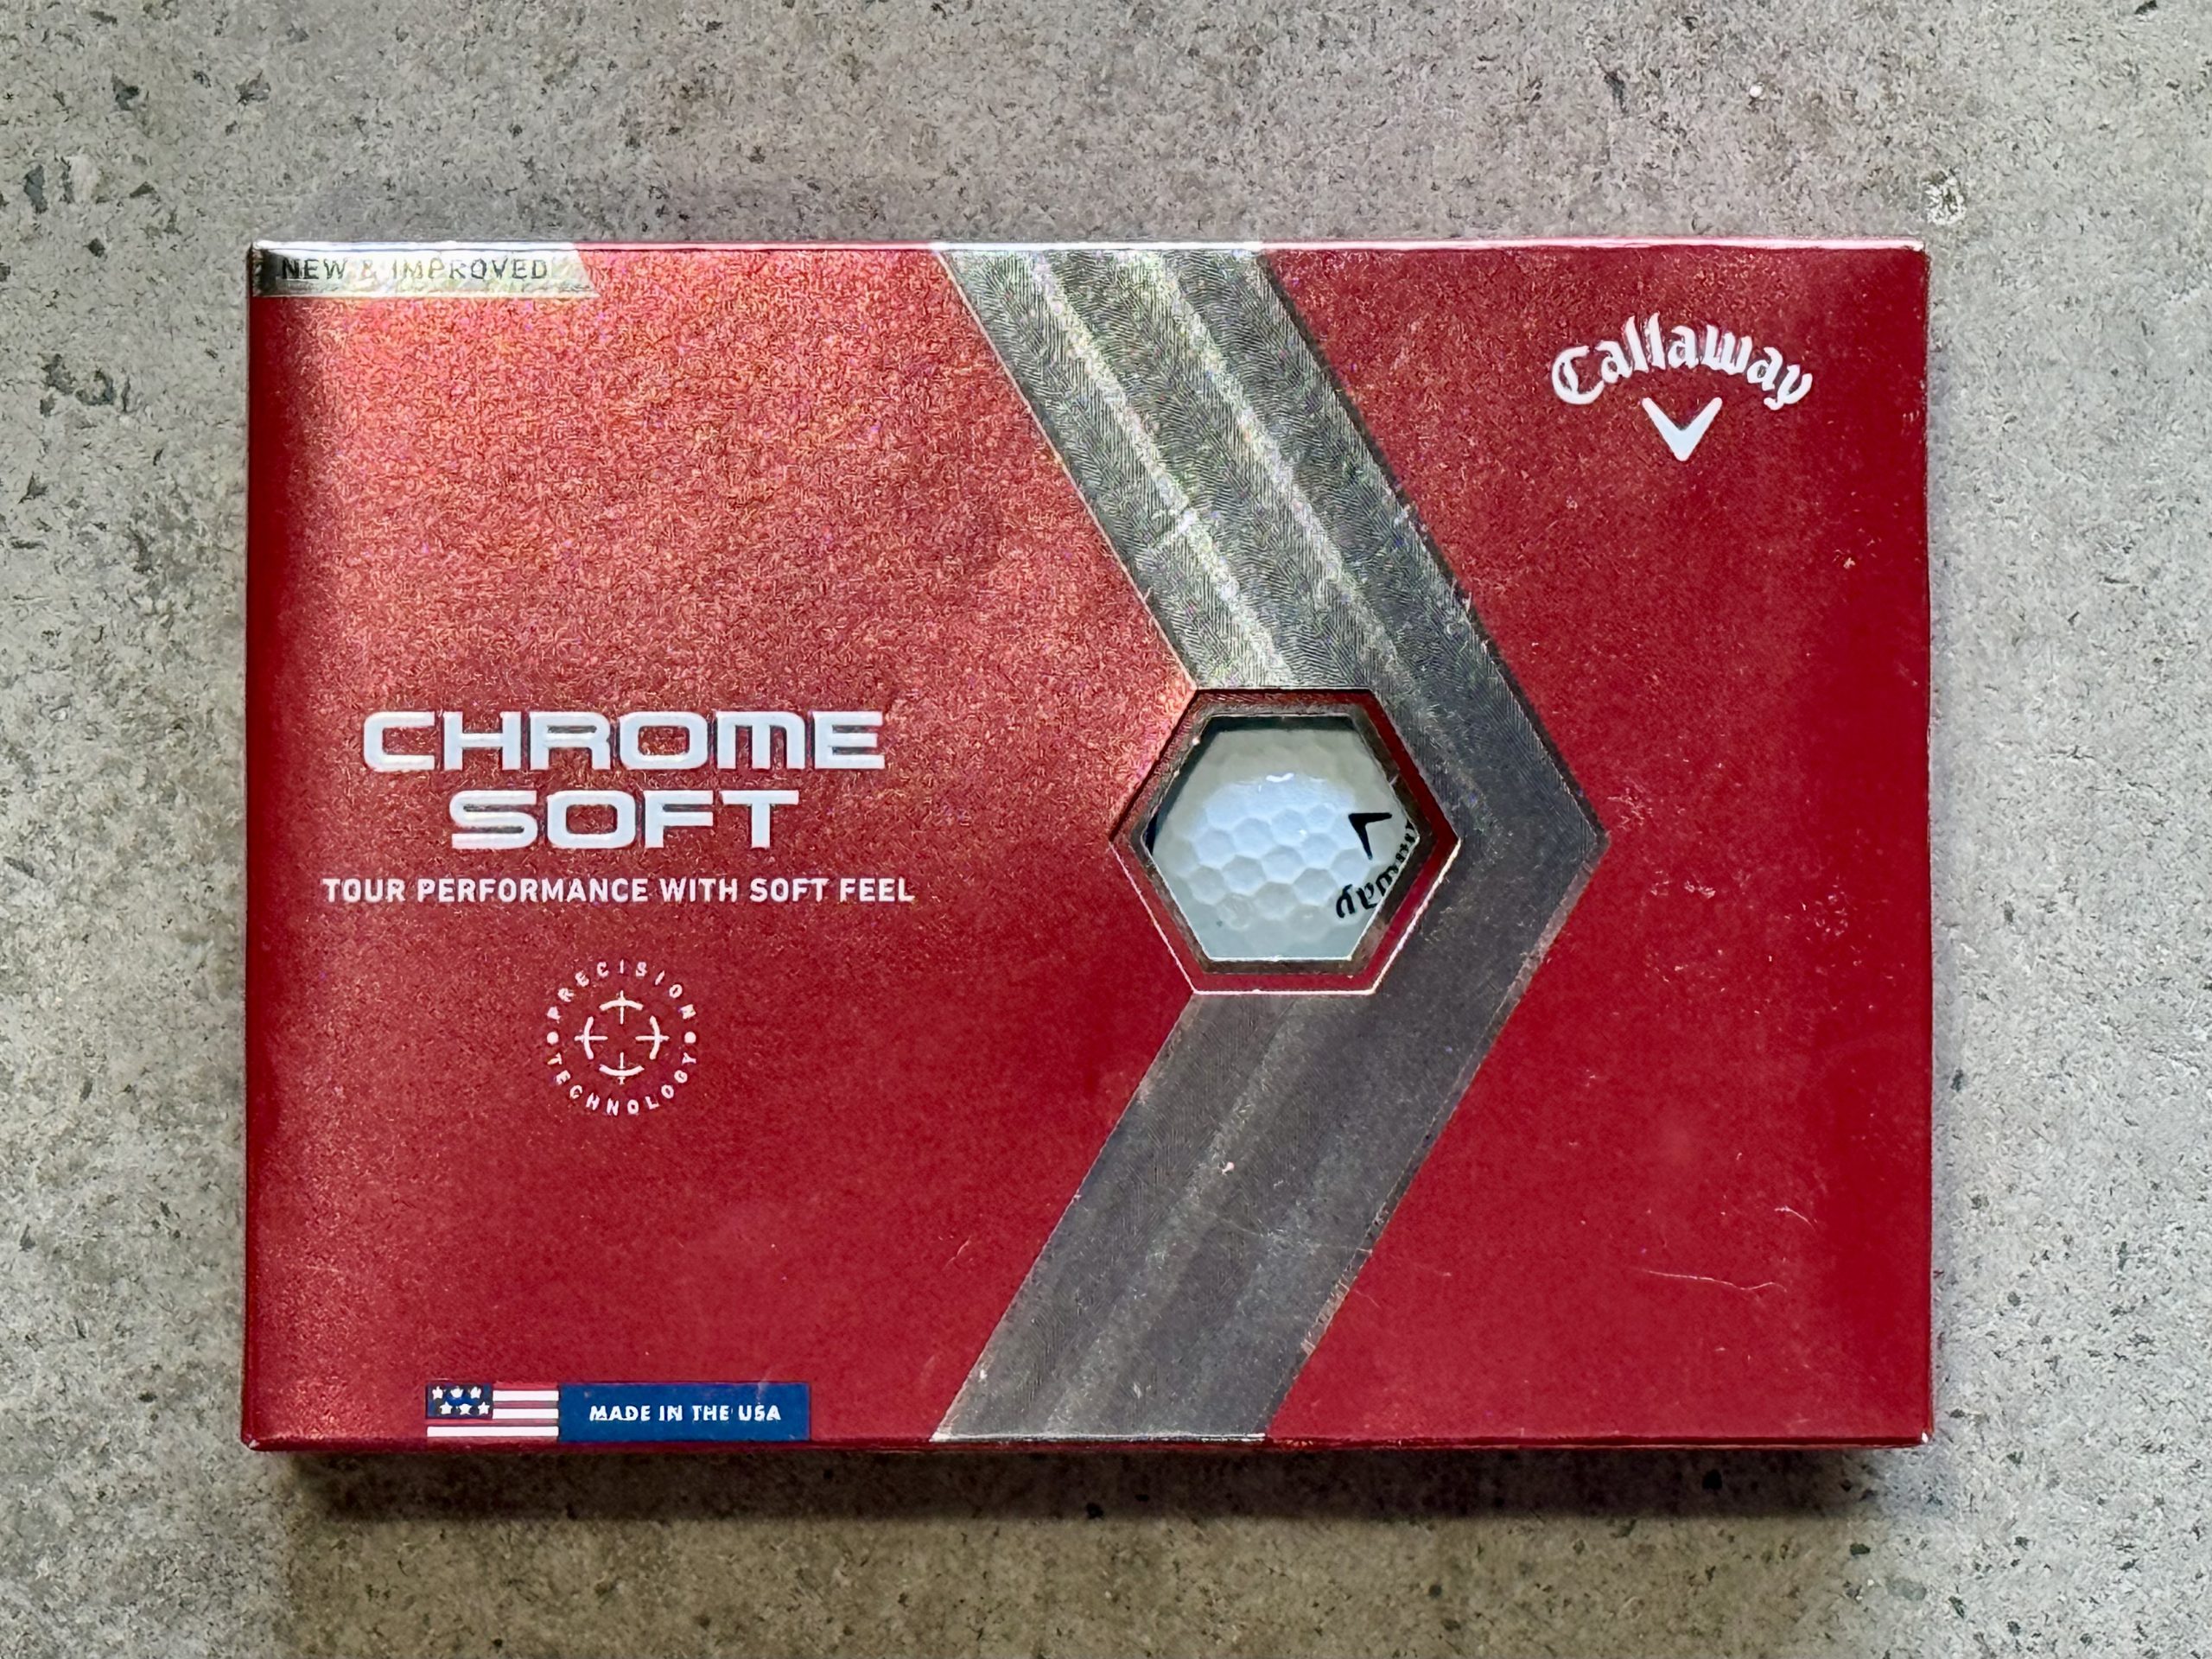 NEW & IMPROVED
Callaway
CHROME
SOFT
TOUR PERFORMANCE WITH SOFT FEEL
PRECISION
TECHNOLOGY
MADE IN THE USA